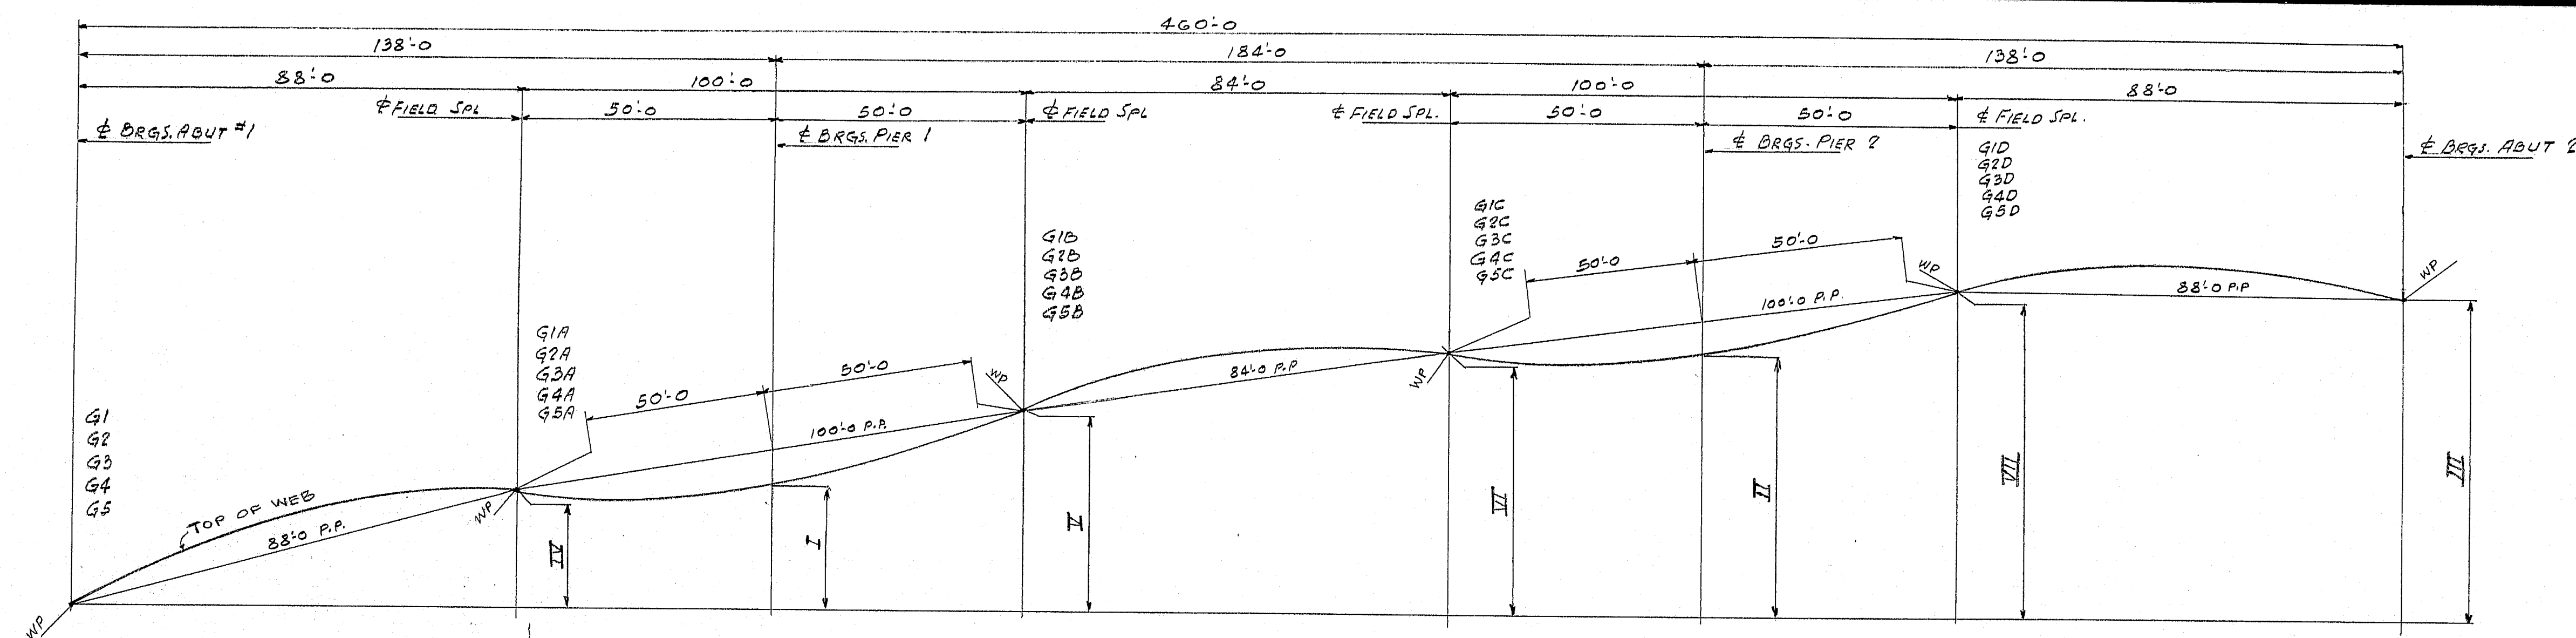 460'-0
138'-0
184'-0
138'-0
88'-0
100'-0
84'-0
100'-0
88'-0
℄ FIELD SPL
50'-0
50'-0
℄ FIELD SPL
℄ FIELD SPL.
50'-0
50'-0
℄ FIELD SPL.
℄ BRGS. ABUT #1
℄ BRGS. PIER 1
℄ BRGS. PIER 2
℄ BRGS. ABUT 2
G1D
G2D
G3D
G4D
G5D
G1C
G2C
G3C
G4C
G5C
50'-0
50'-0
WP
WP
G1B
G2B
G3B
G4B
G5B
100'-0 P.P.
88'-0 P.P
G1A
G2A
G3A
G4A
G5A
50'-0
50'-0
WP
84'-0 P.P
WP
G1
G2
G3
G4
G5
100'-0 P.P.
TOP OF WEB
88'-0 P.P.
WP
IV
I
V
VI
II
VII
III
WP